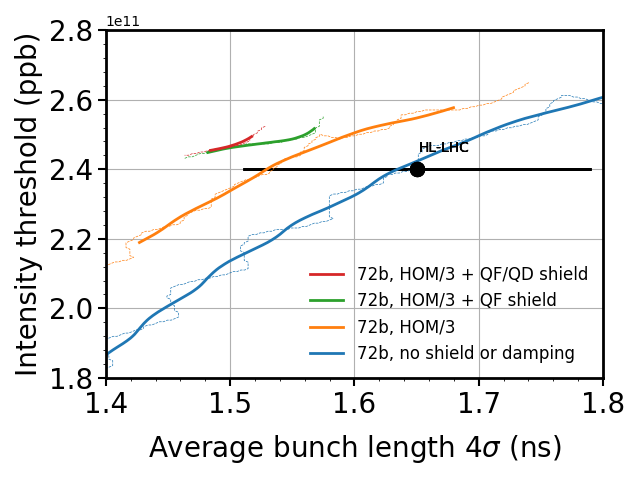 1e11
2.8
2.6
2.4
2.2
2.0
1.8
Intensity threshold (ppb)
HL-LHC
72b, HOM/3 + QF/QD shield
72b, HOM/3 + QF shield
72b, HOM/3
72b, no shield or damping
1.4 1.5 1.6 1.7 1.8
Average bunch length 4σ (ns)